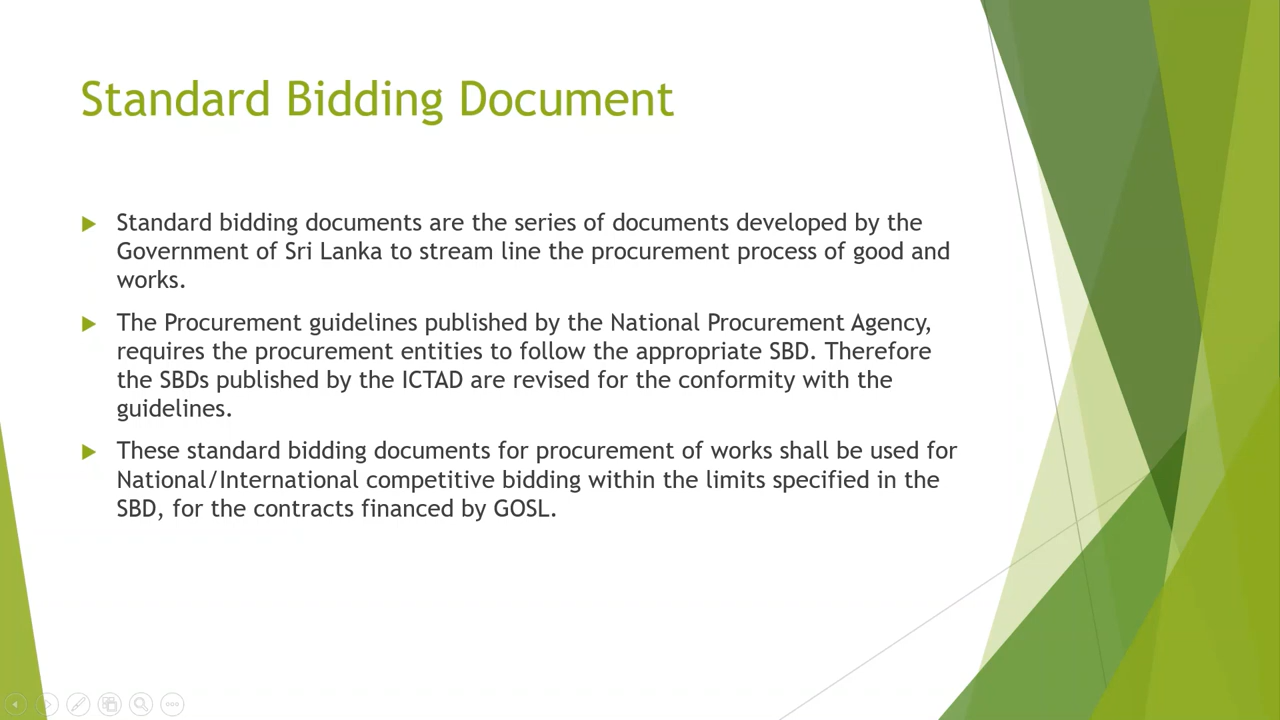 Standard Bidding Document
Standard bidding documents are the series of documents developed by the
Government of Sri Lanka to stream line the procurement process of good and
works.
The Procurement guidelines published by the National Procurement Agency,
requires the procurement entities to follow the appropriate SBD. Therefore
the SBDs published by the ICTAD are revised for the conformity with the
guidelines.
These standard bidding documents for procurement of works shall be used for
National/International competitive bidding within the limits specified in the
SBD, for the contracts financed by GOSL.